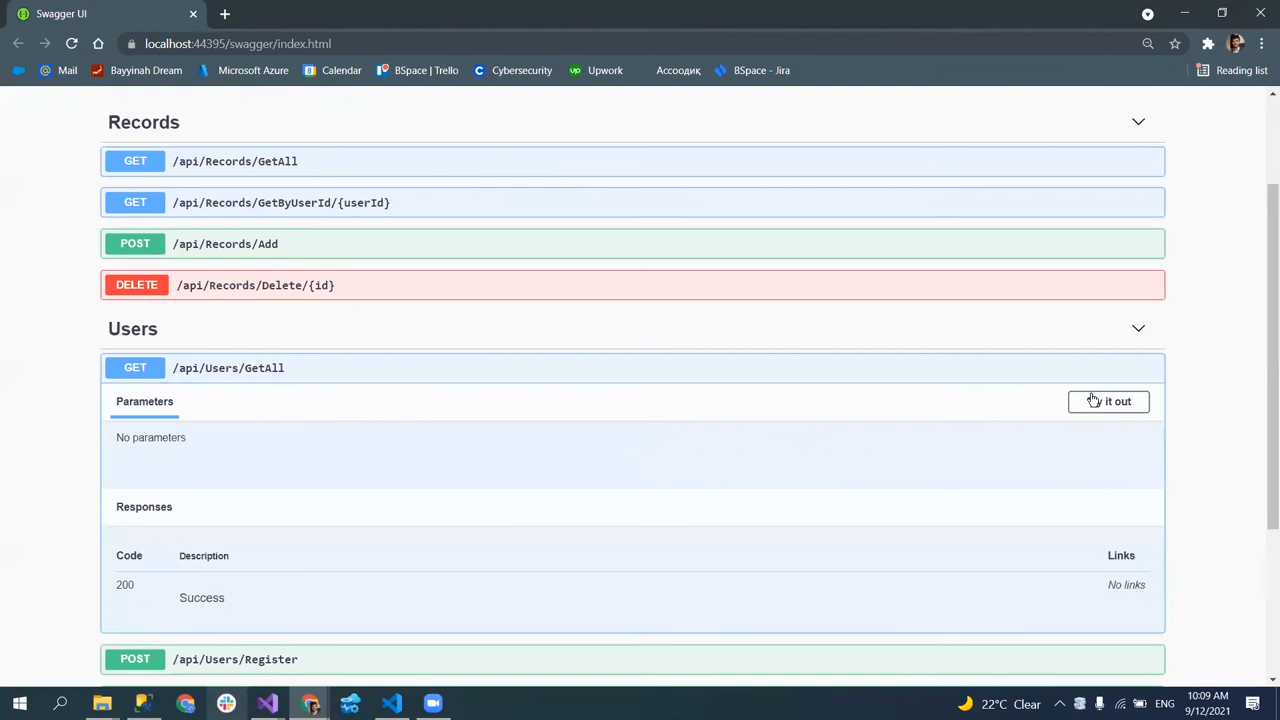 Swagger UI
localhost:44395/swagger/index.html
Mail
Bayyinah Dream
Microsoft Azure
Calendar
BSpace | Trello
Cybersecurity
Upwork
Ассоодиқ
BSpace - Jira
Reading list
Records
GET /api/Records/GetAll
GET /api/Records/GetByUserId/{userId}
POST /api/Records/Add
DELETE /api/Records/Delete/{id}
Users
GET /api/Users/GetAll
Parameters
it out
No parameters
Responses
Code Description Links
200 Success No links
POST /api/Users/Register
22°C Clear
ENG
10:09 AM
9/12/2021